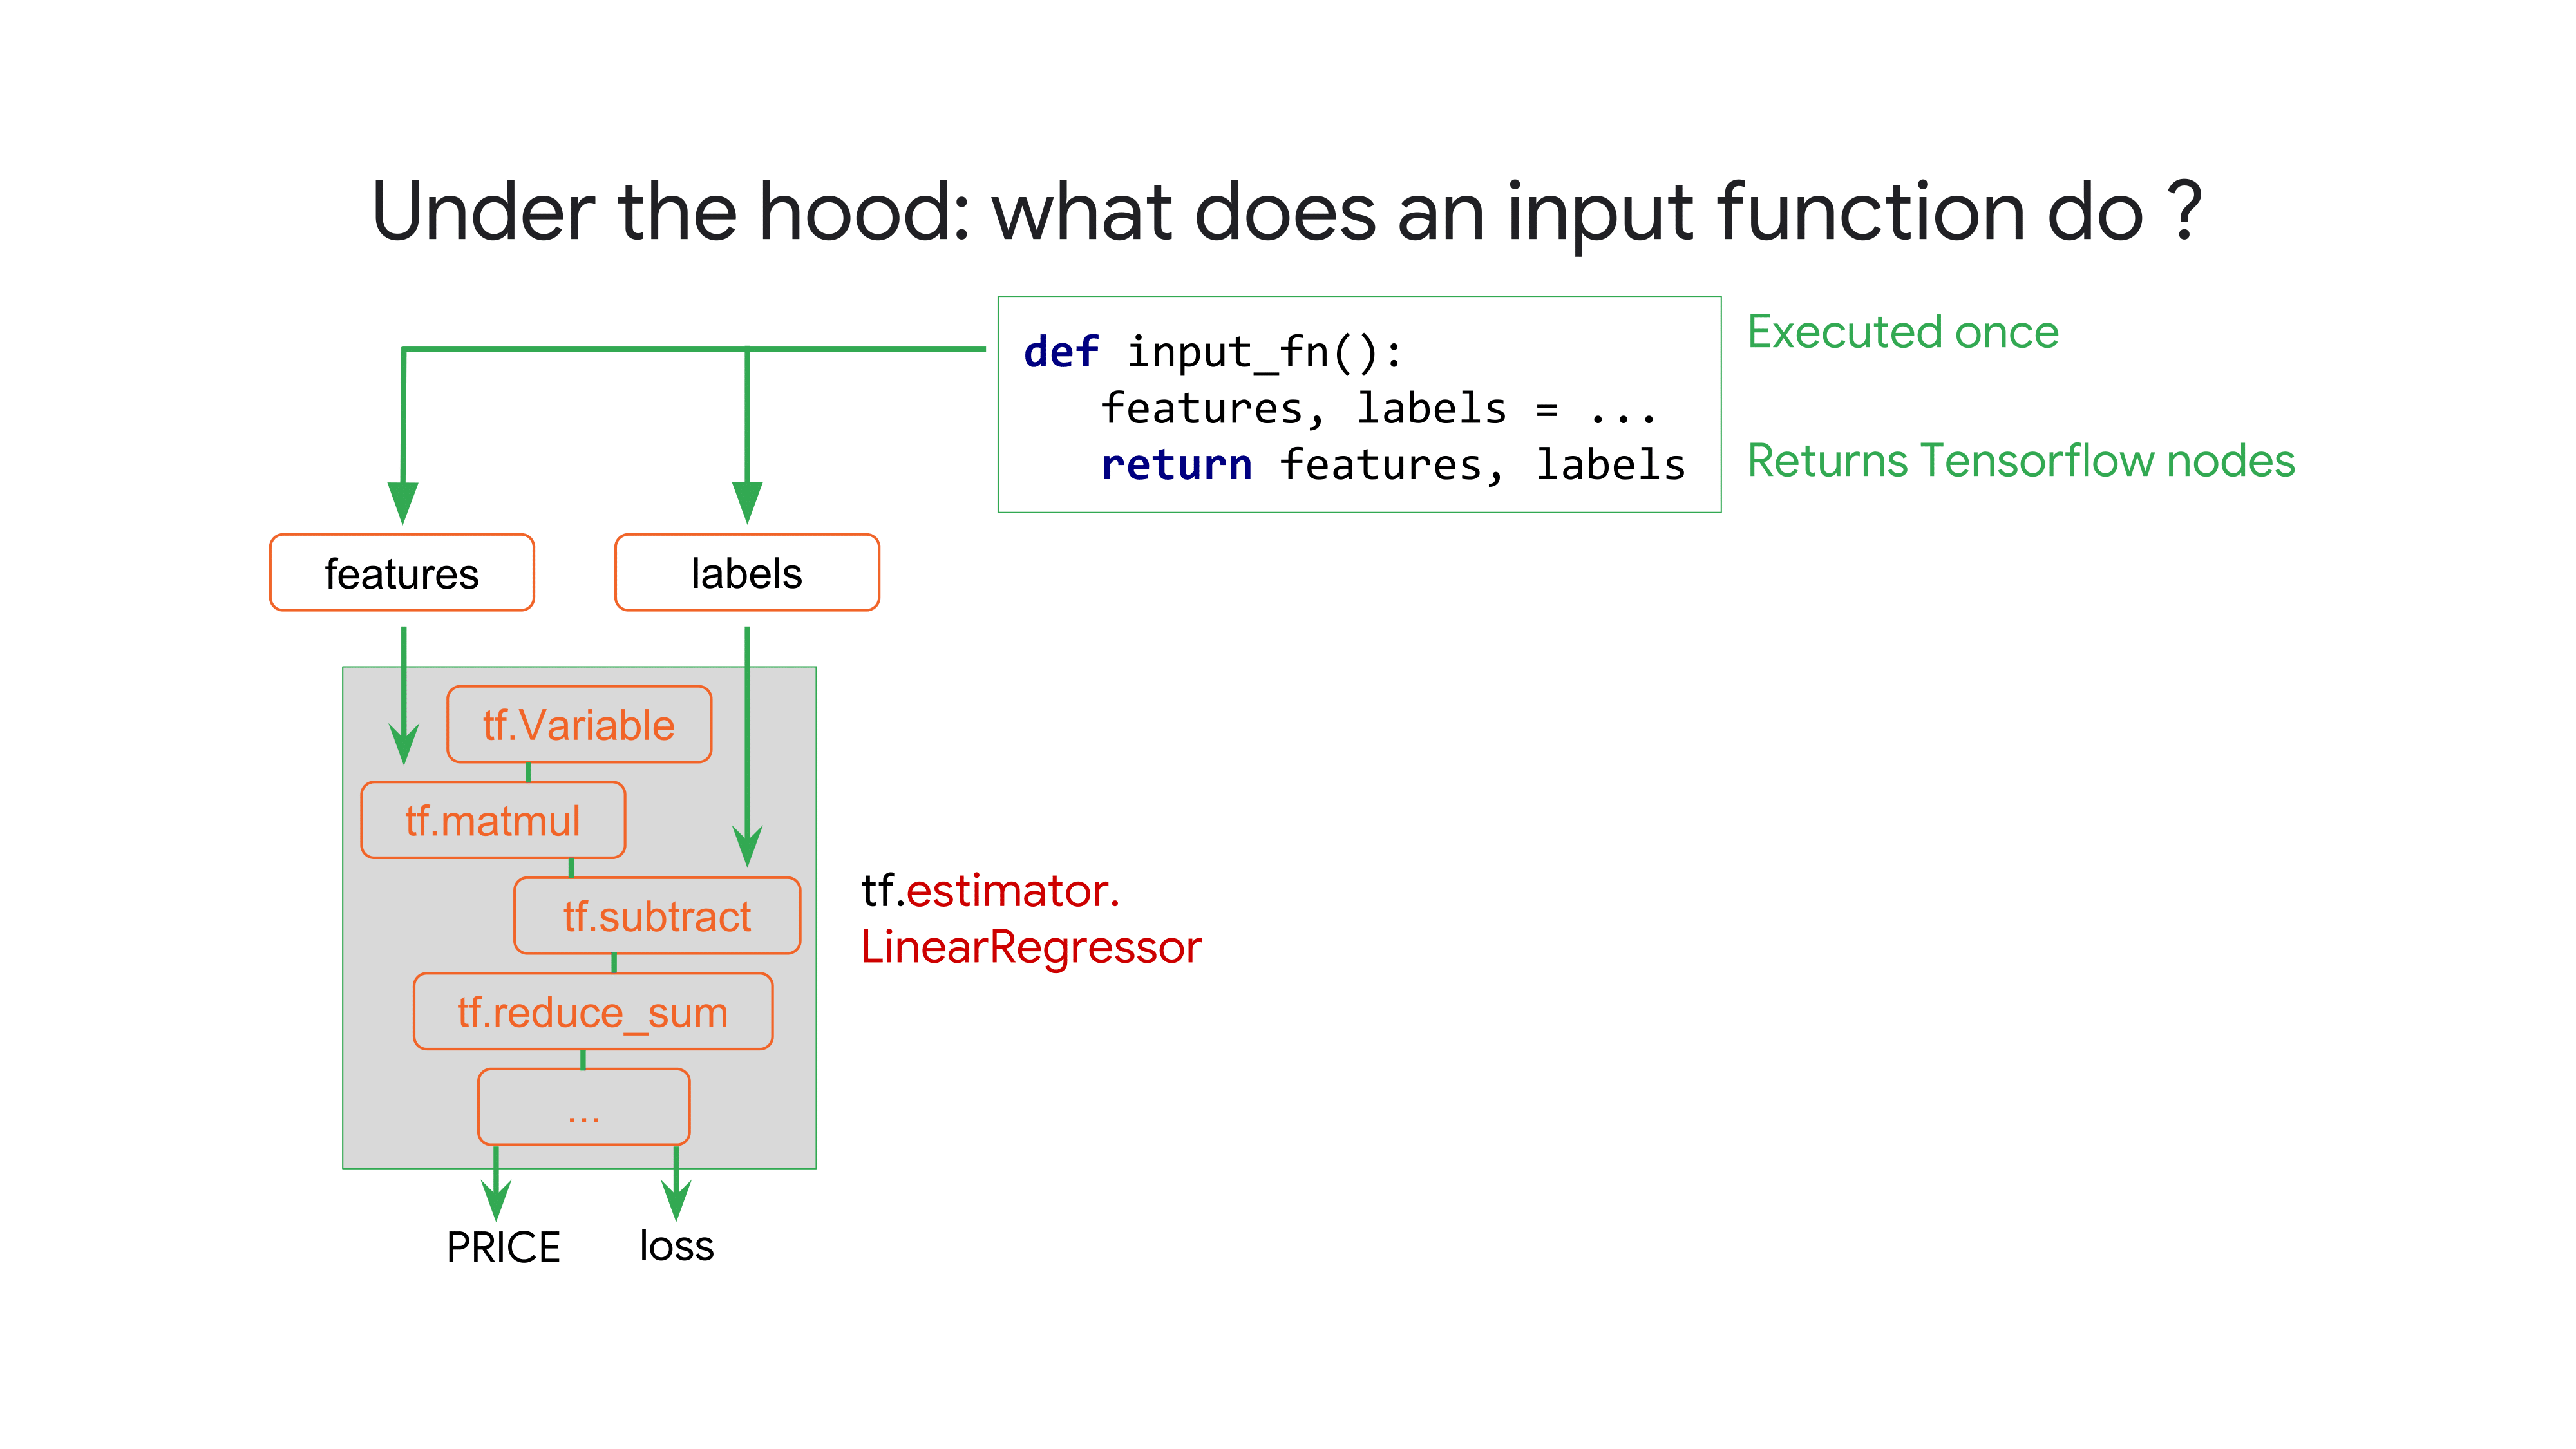 Under the hood: what does an input function do ?
def input_fn():
features, labels = ...
return features, labels
Executed once
Returns Tensorflow nodes
features
labels
tf.Variable
tf.matmul
tf.subtract
tf.reduce_sum
...
tf.estimator.
LinearRegressor
PRICE
loss